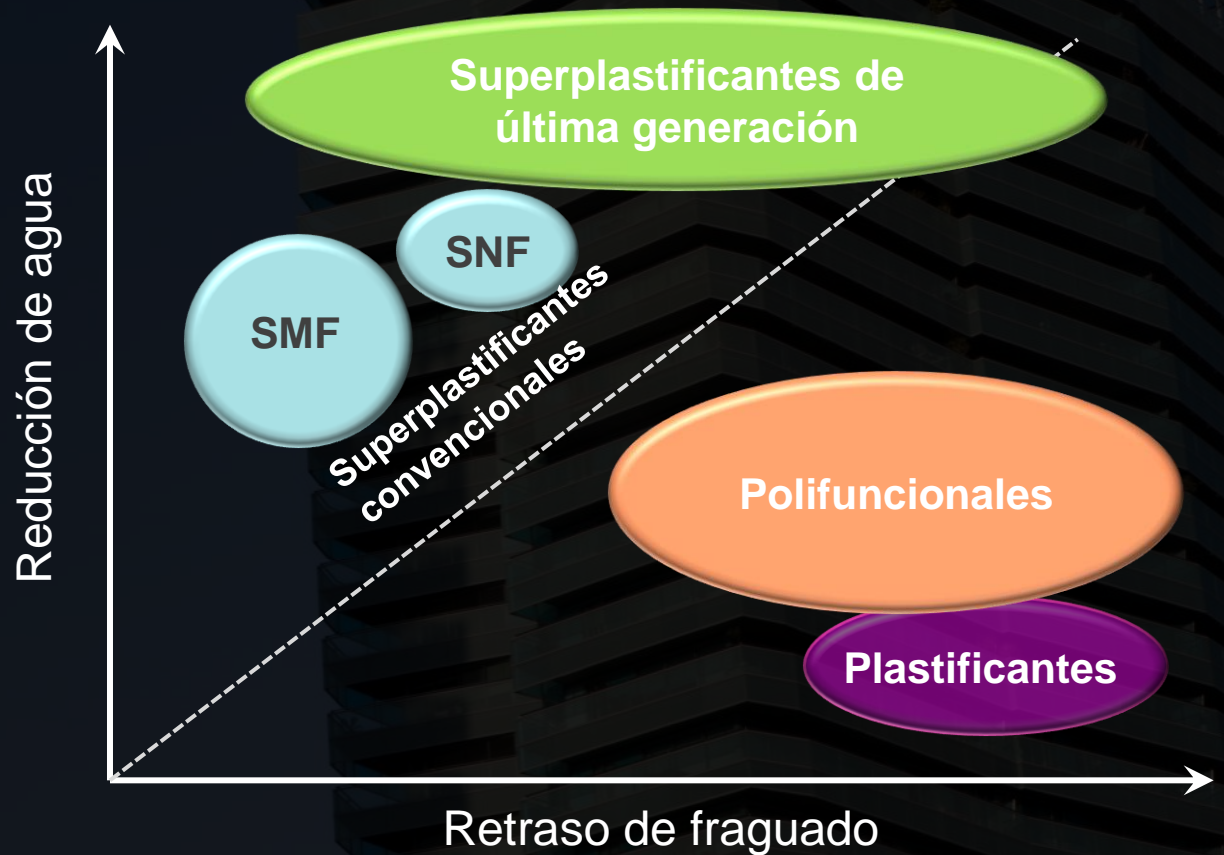 Reducción de agua
Superplastificantes de
última generación
SNF
SMF
Superplastificantes
convencionales
Polifuncionales
Plastificantes
Retraso de fraguado